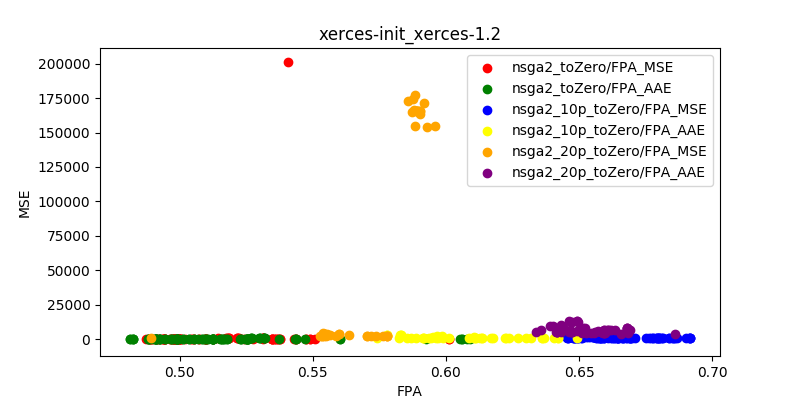 xerces-init_xerces-1.2
200000
175000
150000
125000
100000
75000
50000
25000
0
MSE
nsga2_toZero/FPA_MSE
nsga2_toZero/FPA_AAE
nsga2_10p_toZero/FPA_MSE
nsga2_10p_toZero/FPA_AAE
nsga2_20p_toZero/FPA_MSE
nsga2_20p_toZero/FPA_AAE
0.50 0.55 0.60 0.65 0.70
FPA